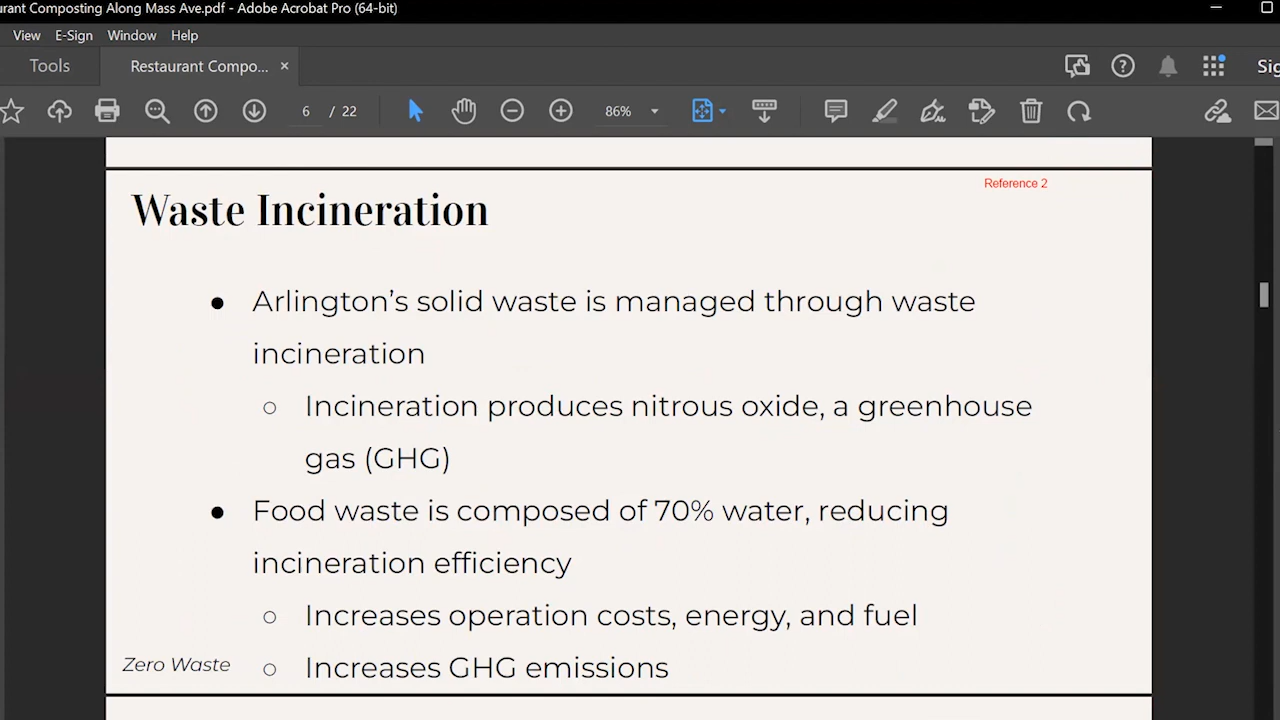 urant Composting Along Mass Ave.pdf - Adobe Acrobat Pro (64-bit)
View E-Sign Window Help
Tools Restaurant Compo... ×
6 / 22 86%
Reference 2
Waste Incineration
● Arlington’s solid waste is managed through waste
incineration
○ Incineration produces nitrous oxide, a greenhouse
gas (GHG)
● Food waste is composed of 70% water, reducing
incineration efficiency
○ Increases operation costs, energy, and fuel
Zero Waste ○ Increases GHG emissions